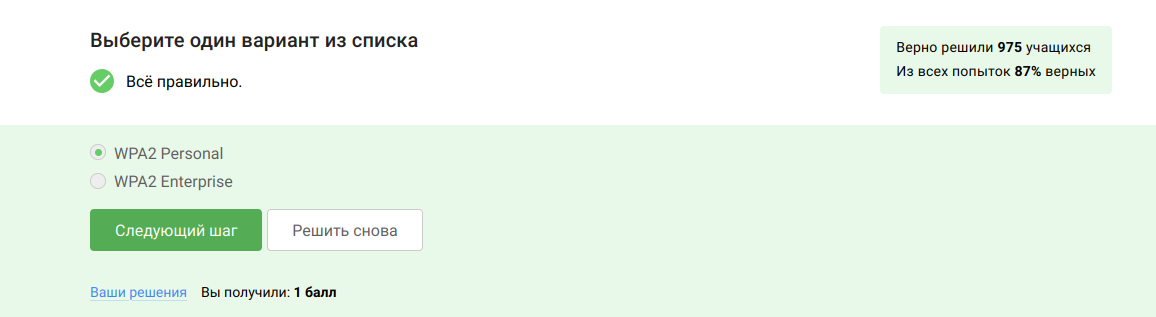 Выберите один вариант из списка
Всё правильно.
Верно решили 975 учащихся
Из всех попыток 87% верных
WPA2 Personal
WPA2 Enterprise
Следующий шаг
Решить снова
Ваши решения Вы получили: 1 балл